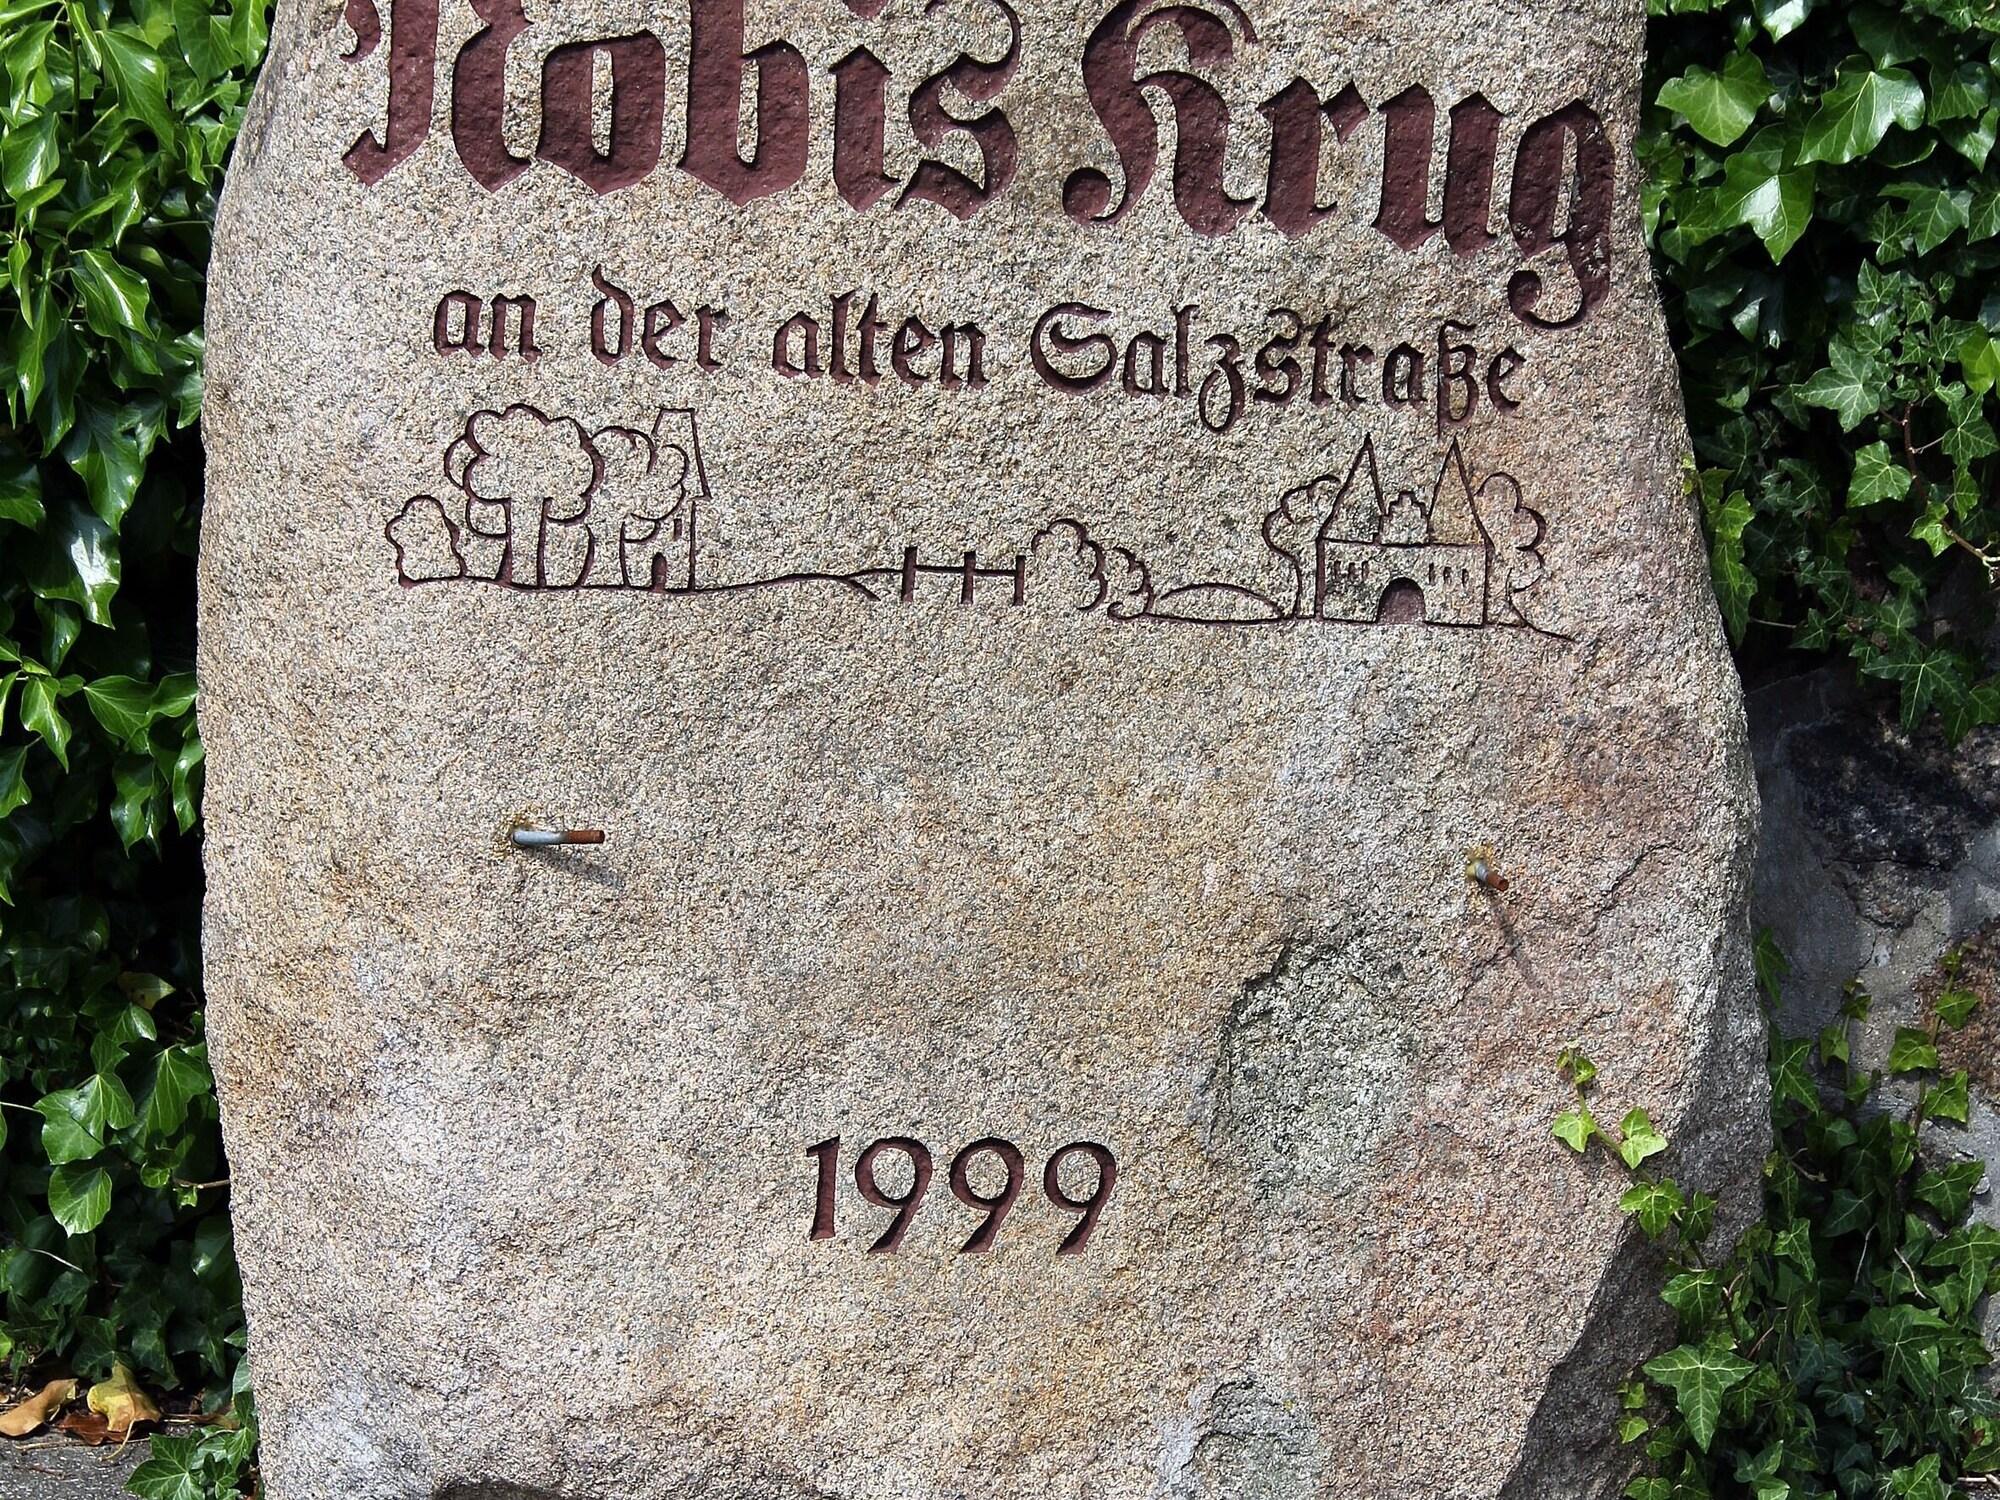 Nobis Krug
an der alten Salzstraße
1999